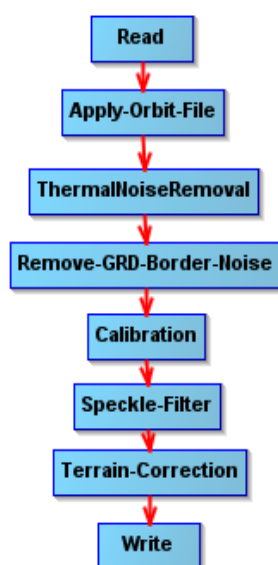 Read
Apply-Orbit-File
ThermalNoiseRemoval
Remove-GRD-Border-Noise
Calibration
Speckle-Filter
Terrain-Correction
Write